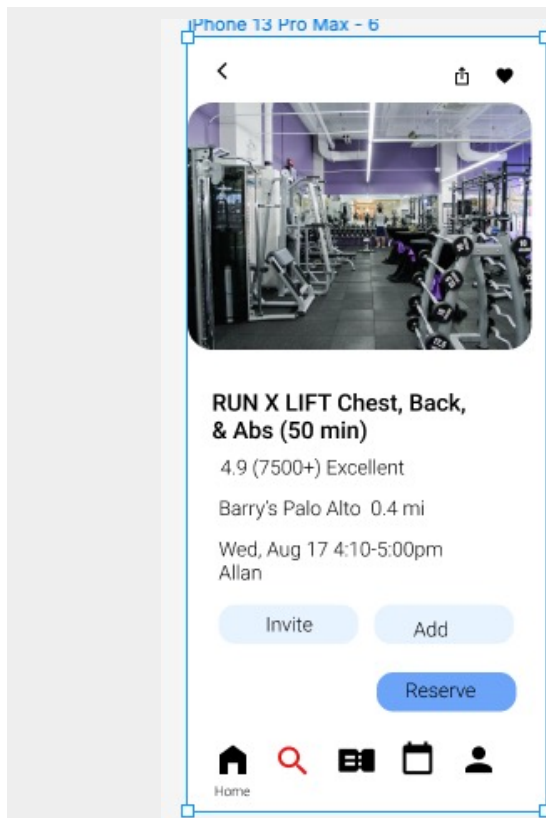 iPhone 13 Pro Max - 6
RUN X LIFT Chest, Back,
& Abs (50 min)
4.9 (7500+) Excellent
Barry's Palo Alto 0.4 mi
Wed, Aug 17 4:10-5:00pm
Allan
Invite
Add
Reserve
Home